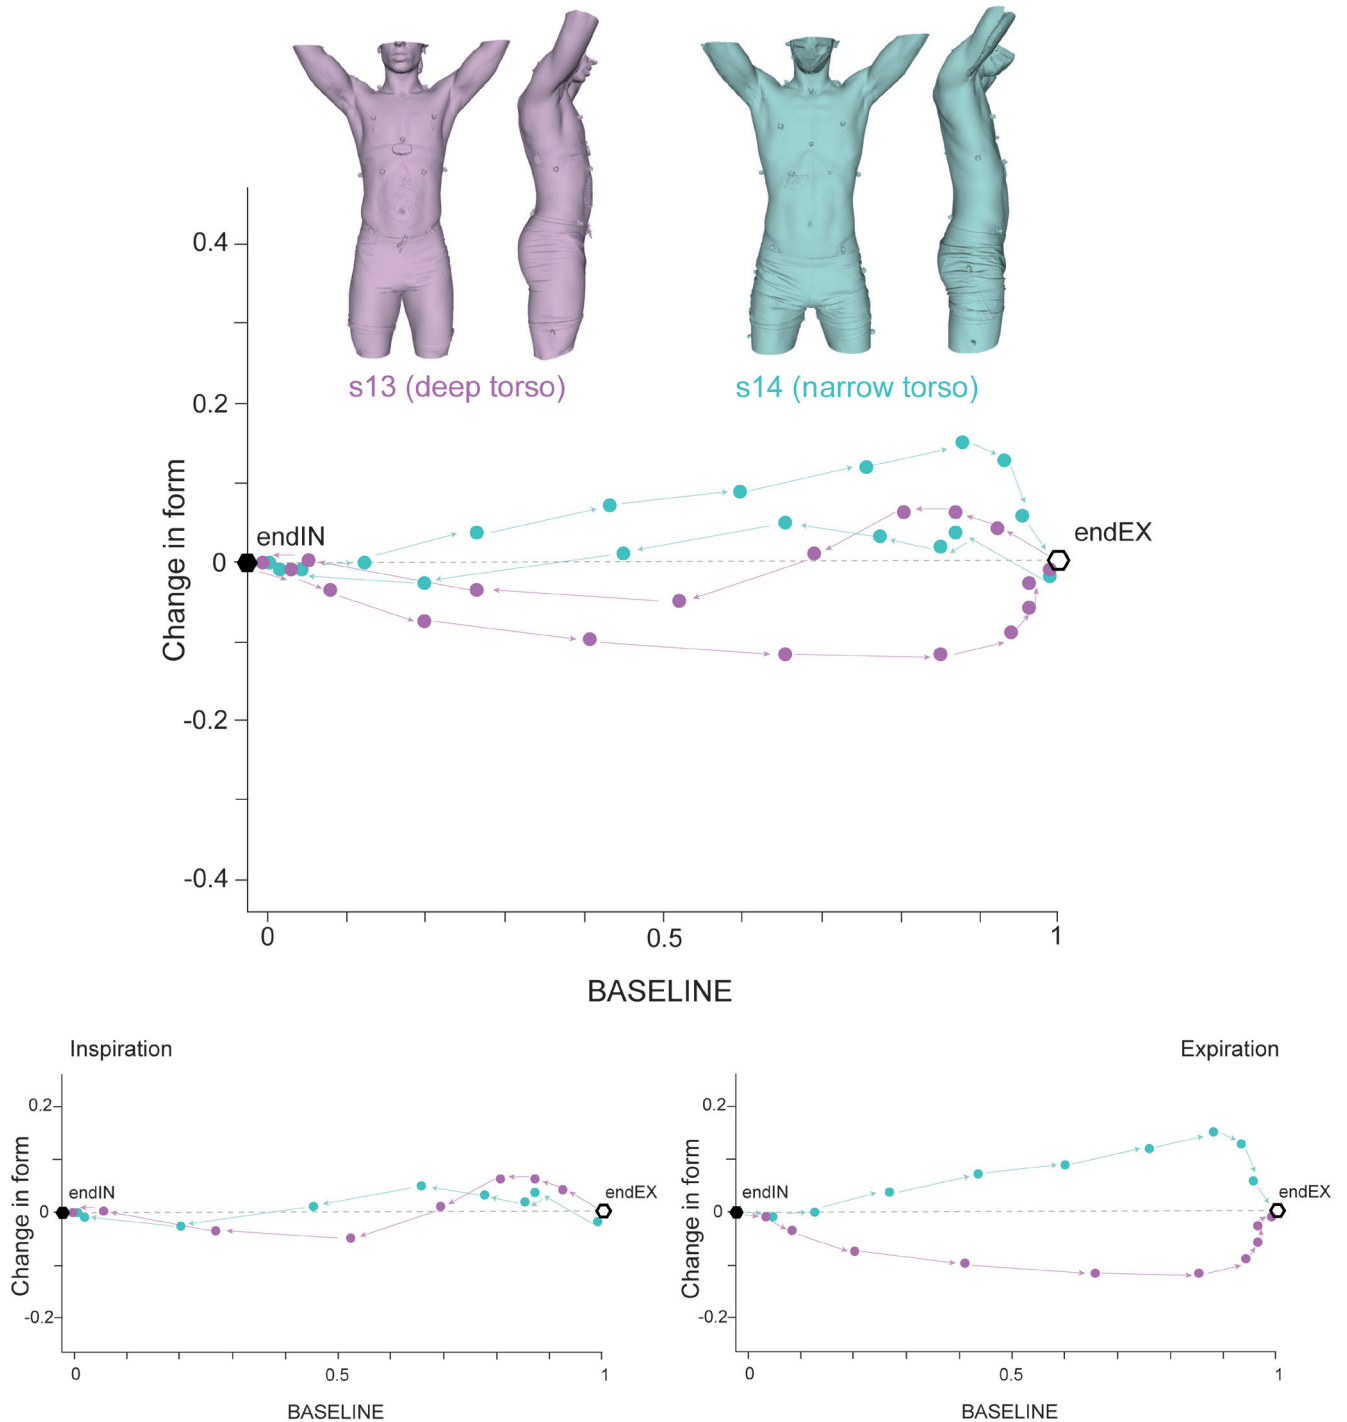 s13 (deep torso)
s14 (narrow torso)
0.4
0.2
0
-0.2
-0.4
Change in form
endIN
endEX
0
0.5
1
BASELINE
Inspiration
0.2
0
-0.2
Change in form
endIN
endEX
0
0.5
1
BASELINE
Expiration
0.2
0
-0.2
Change in form
endIN
endEX
0
0.5
1
BASELINE